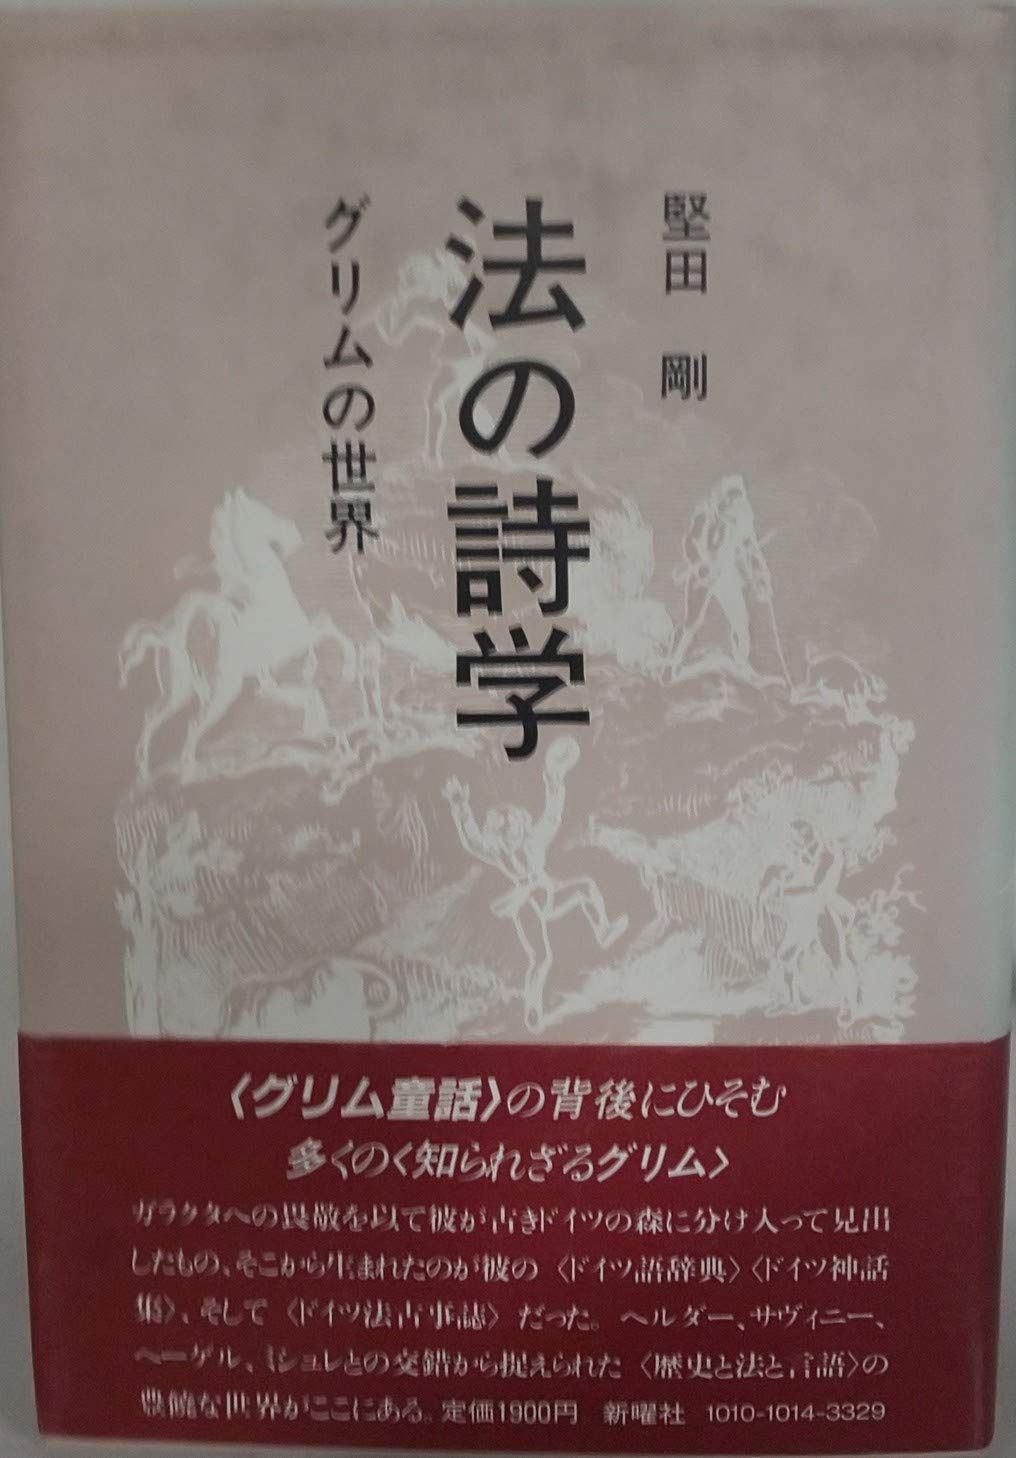 堅田 剛
法の詩学
グリムの世界
〈グリム童話〉の背後にひそむ
多くの〈知られざるグリム〉
ガラクタへの畏敬を以て彼が古きドイツの森に分け入って見出
したもの、そこから生まれたのが彼の〈ドイツ語辞典〉〈ドイツ神話
集〉、そして〈ドイツ法古事誌〉だった。ヘルダー、サヴィニー、
ヘーゲル、ミシュレとの交錯から捉えられた〈歴史と法と言語〉の
豊饒な世界がここにある。定価1900円 新曜社 1010-1014-3329